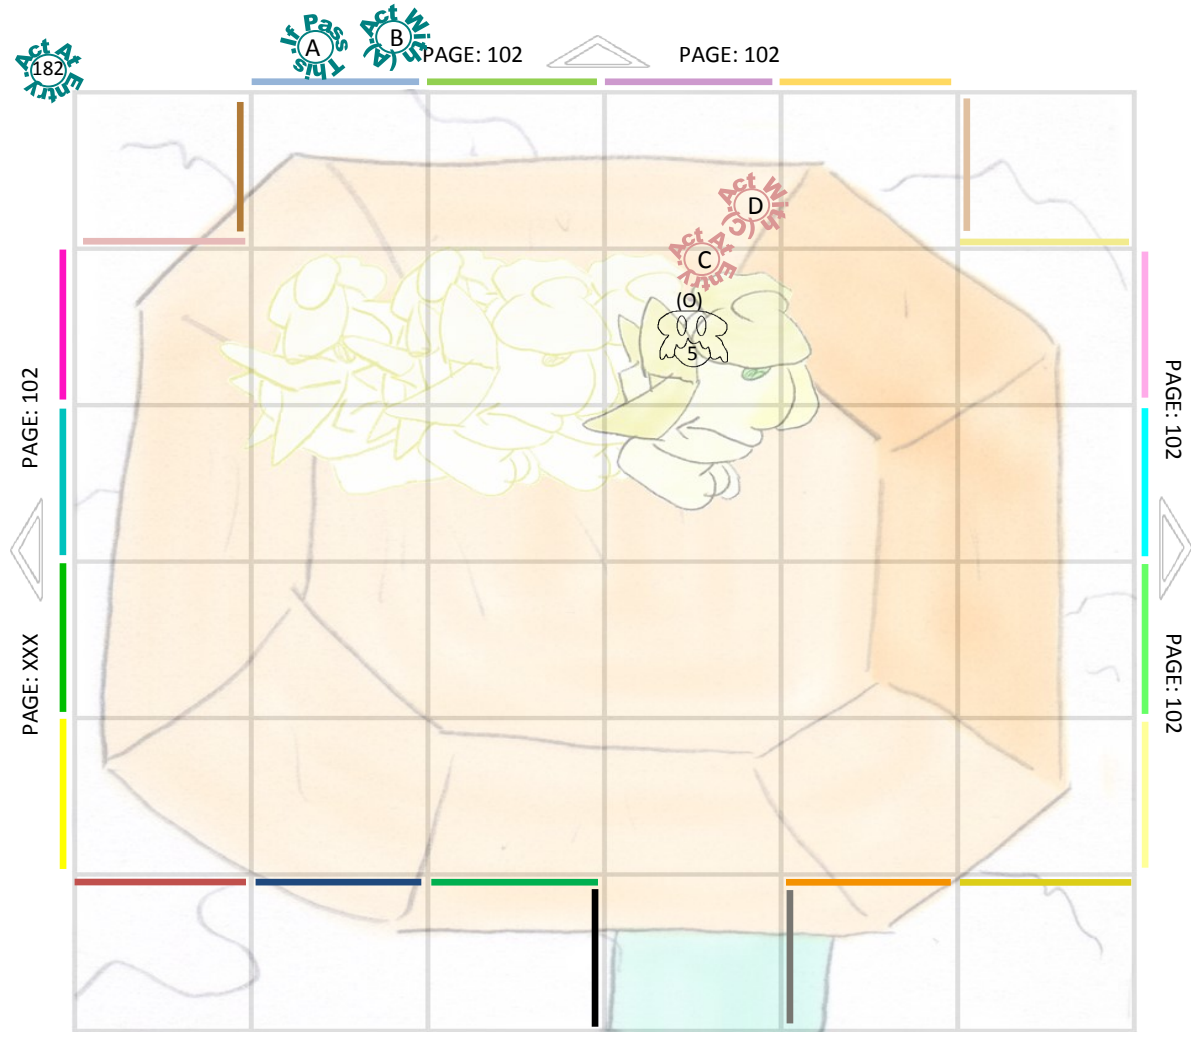 Act At Entry.
182
.If Pass This
A
Act With (A)
B
PAGE: 102
PAGE: 102
Act With (C)
D
Act At Entry.
C
(O)
5
PAGE: 102
PAGE: XXX
PAGE: 102
PAGE: 102